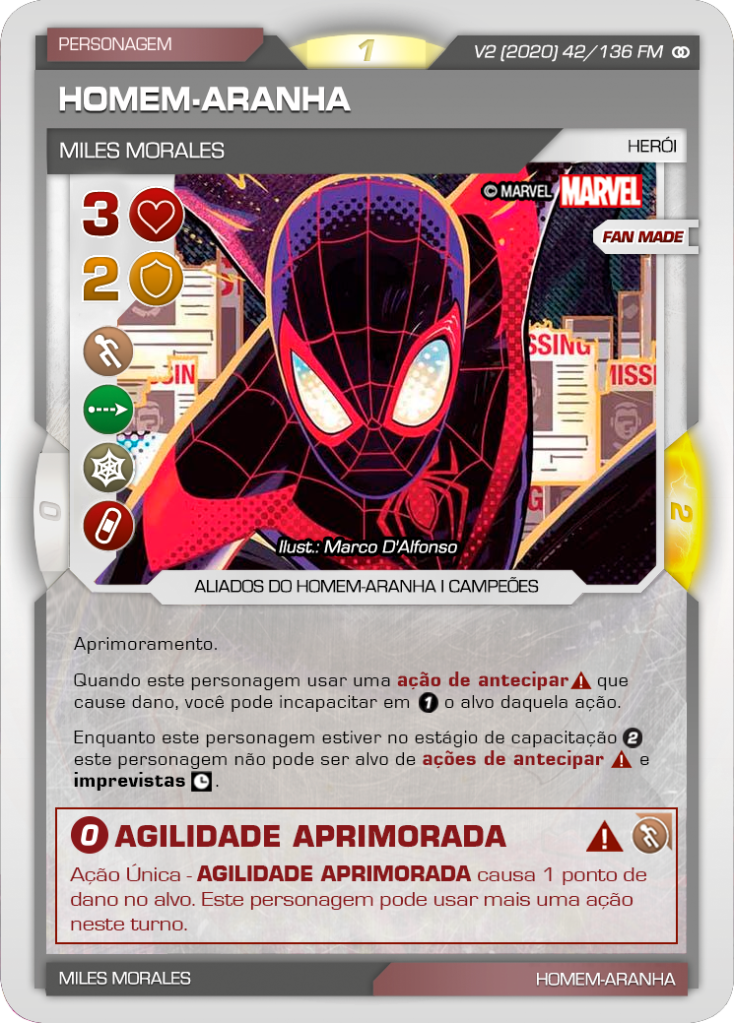 PERSONAGEM
1
V2 (2020) 42/136 FM
HOMEM-ARANHA
MILES MORALES
HERÓI
3
© MARVEL MARVEL
FAN MADE
2
SSING
MISSI
SIN
G
0
2
Ilust.: Marco D'Alfonso
ALIADOS DO HOMEM-ARANHA | CAMPEÕES
Aprimoramento.
Quando este personagem usar uma ação de antecipar que
cause dano, você pode incapacitar em 1 o alvo daquela ação.
Enquanto este personagem estiver no estágio de capacitação 2
este personagem não pode ser alvo de ações de antecipar e
imprevistas .
0 AGILIDADE APRIMORADA
Ação Única - AGILIDADE APRIMORADA causa 1 ponto de
dano no alvo. Este personagem pode usar mais uma ação
neste turno.
MILES MORALES
HOMEM-ARANHA